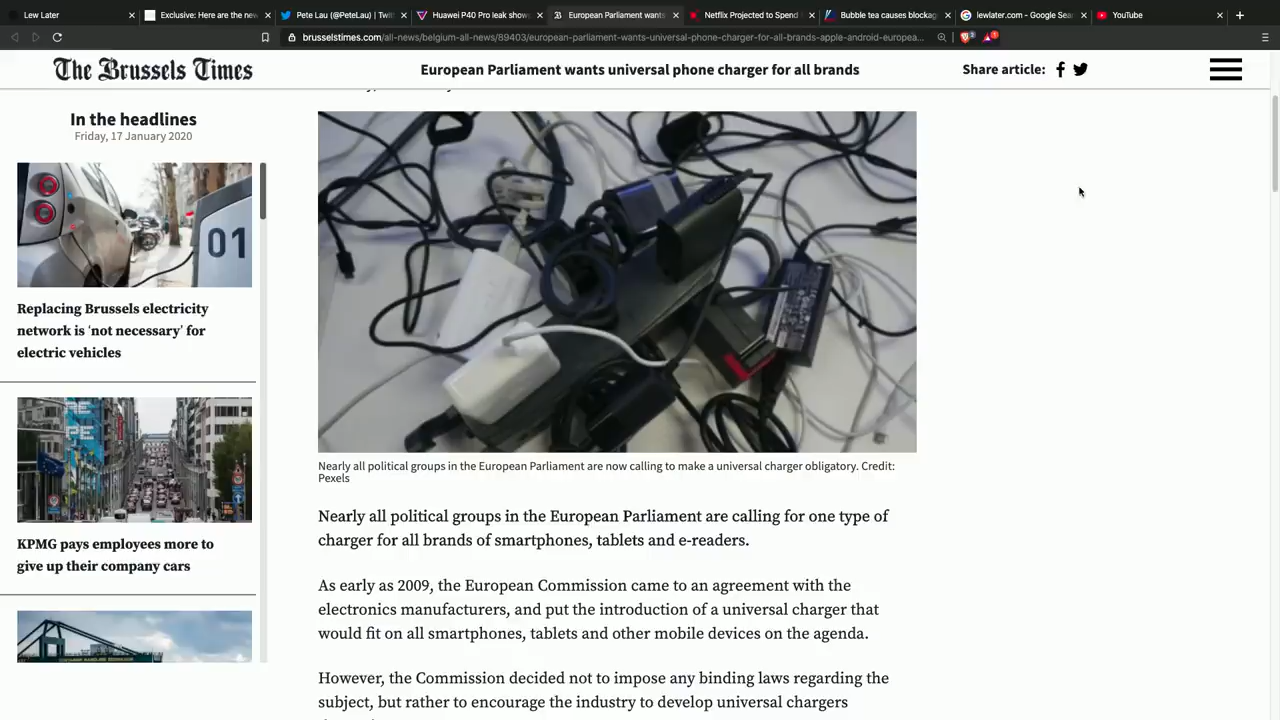 Lew Later
Exclusive: Here are the new
Pete Lau (@PeteLau) | Twitt
Huawei P40 Pro leak shows
European Parliament wants
Netflix Projected to Spend
Bubble tea causes blockag
lewlater.com - Google Sear
YouTube
brusselstimes.com/all-news/belgium-all-news/89403/european-parliament-wants-universal-phone-charger-for-all-brands-apple-android-europea...
The Brussels Times
European Parliament wants universal phone charger for all brands
Share article:
In the headlines
Friday, 17 January 2020
01
Replacing Brussels electricity
network is 'not necessary' for
electric vehicles
KPMG pays employees more to
give up their company cars
Nearly all political groups in the European Parliament are now calling to make a universal charger obligatory. Credit:
Pexels
Nearly all political groups in the European Parliament are calling for one type of
charger for all brands of smartphones, tablets and e-readers.
As early as 2009, the European Commission came to an agreement with the
electronics manufacturers, and put the introduction of a universal charger that
would fit on all smartphones, tablets and other mobile devices on the agenda.
However, the Commission decided not to impose any binding laws regarding the
subject, but rather to encourage the industry to develop universal chargers